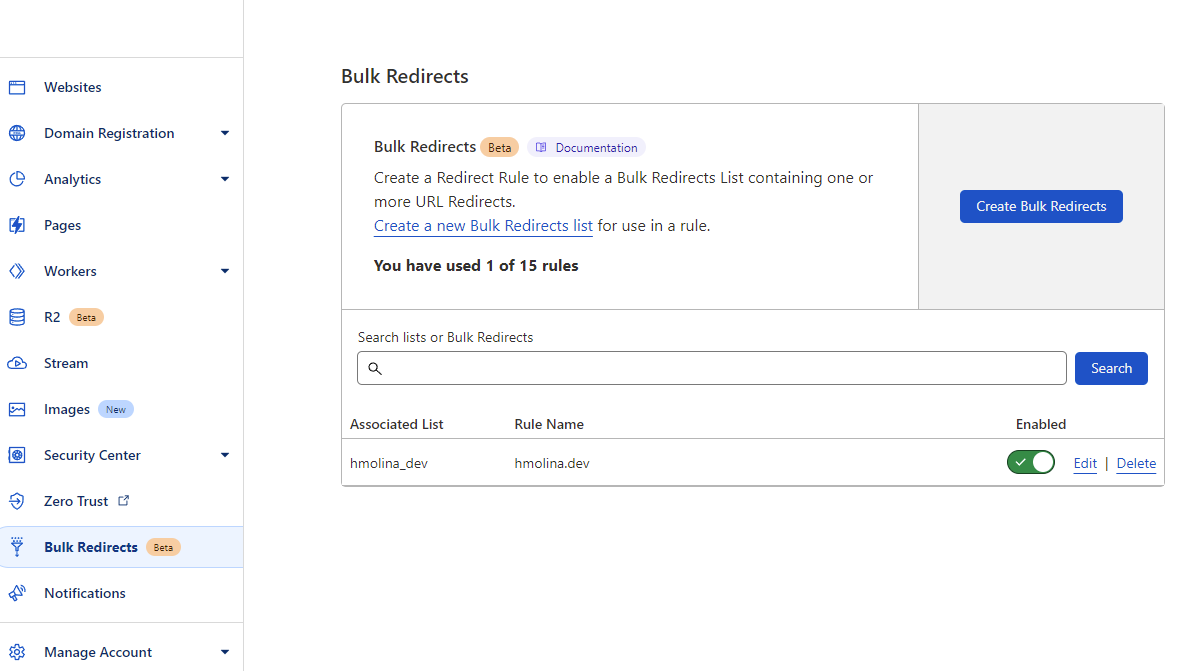 Websites
Domain Registration
Analytics
Pages
Workers
R2 Beta
Stream
Images New
Security Center
Zero Trust
Bulk Redirects Beta
Notifications
Manage Account
Bulk Redirects
Bulk Redirects Beta Documentation
Create a Redirect Rule to enable a Bulk Redirects List containing one or
more URL Redirects.
Create a new Bulk Redirects list for use in a rule.
You have used 1 of 15 rules
Create Bulk Redirects
Search lists or Bulk Redirects
Search
Associated List Rule Name Enabled
hmolina_dev hmolina.dev Edit | Delete